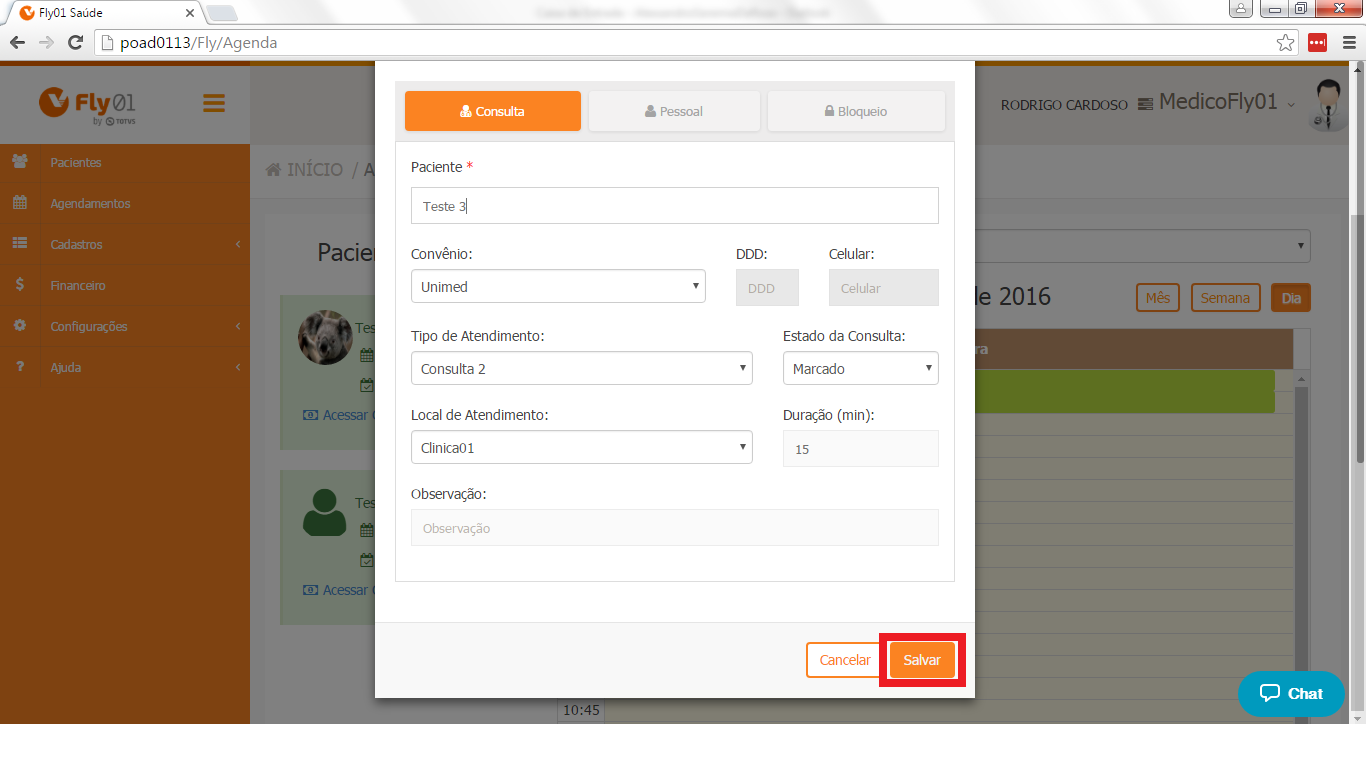 Fly01 Saúde
poad0113/Fly/Agenda
Fly01
by TOTVS
RODRIGO CARDOSO MedicoFly01
Pacientes
Agendamentos
Cadastros
Financeiro
Configurações
Ajuda
INÍCIO / A
Pacie
Tes
Acessar
Tes
Acessar
Consulta Pessoal Bloqueio
Paciente *
Teste 3
Convênio: DDD: Celular:
Unimed DDD Celular
Tipo de Atendimento: Estado da Consulta:
Consulta 2 Marcado
Local de Atendimento: Duração (min):
Clinica01 15
Observação:
Observação
Cancelar Salvar
de 2016 Mês Semana Dia
ra
10:45
Chat